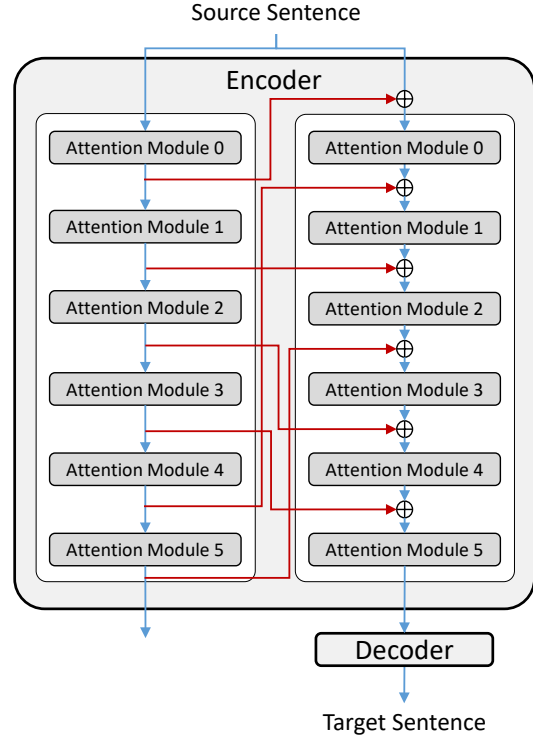 Source Sentence
Encoder
Attention Module 0
Attention Module 1
Attention Module 2
Attention Module 3
Attention Module 4
Attention Module 5
Attention Module 0
Attention Module 1
Attention Module 2
Attention Module 3
Attention Module 4
Attention Module 5
Decoder
Target Sentence